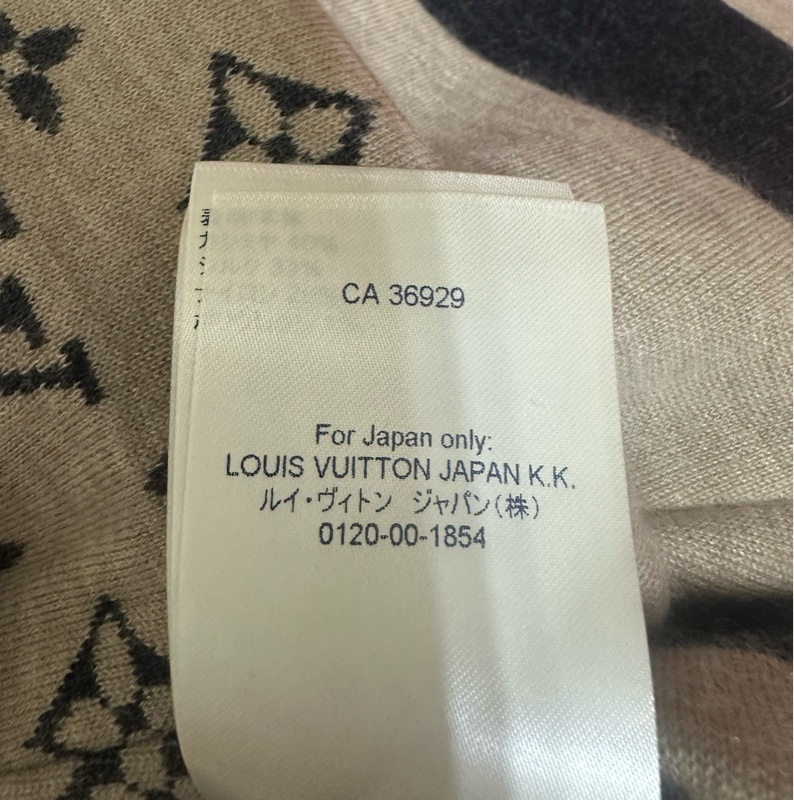 CA 36929
For Japan only:
LOUIS VUITTON JAPAN K.K.
ルイ・ヴィトン ジャパン(株)
0120-00-1854